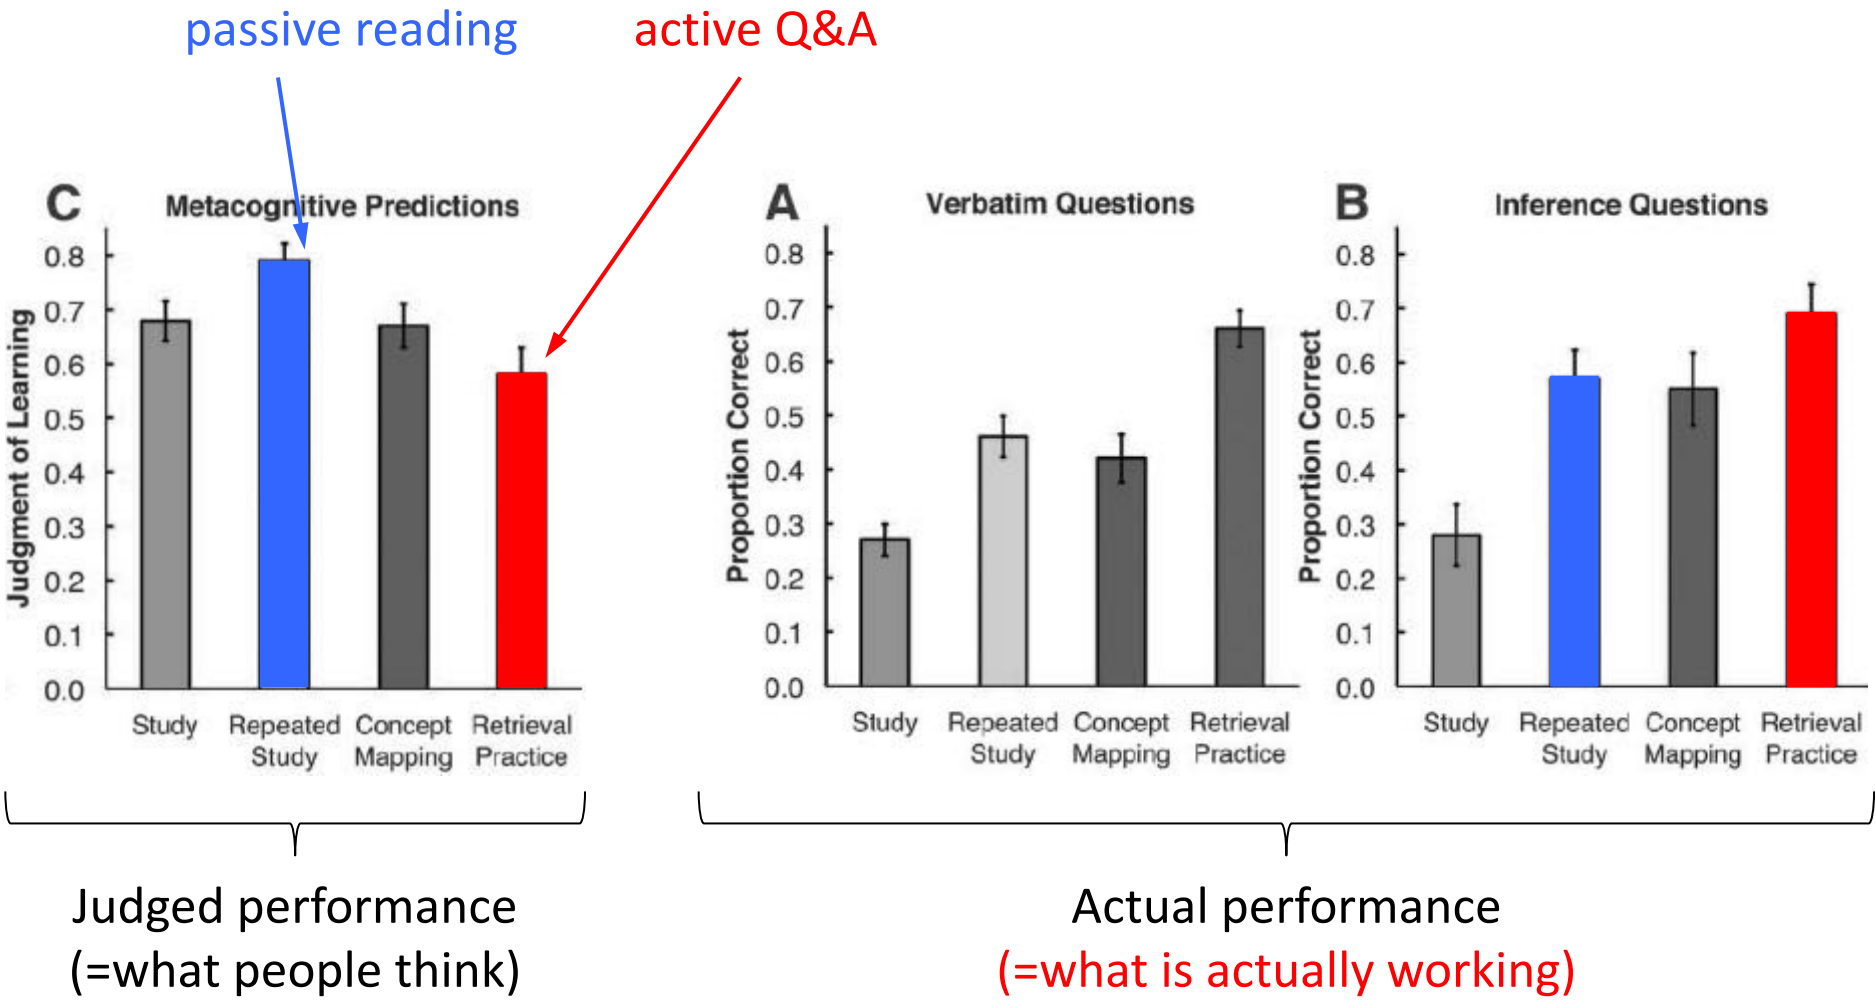 passive reading
active Q&A
C
Metacognitive Predictions
Judgment of Learning
0.8
0.7
0.6
0.5
0.4
0.3
0.2
0.1
0.0
Study
Repeated
Study
Concept
Mapping
Retrieval
Practice
A
Verbatim Questions
Proportion Correct
0.8
0.7
0.6
0.5
0.4
0.3
0.2
0.1
0.0
Study
Repeated
Study
Concept
Mapping
Retrieval
Practice
B
Inference Questions
Proportion Correct
0.8
0.7
0.6
0.5
0.4
0.3
0.2
0.1
0.0
Study
Repeated
Study
Concept
Mapping
Retrieval
Practice
Judged performance
(=what people think)
Actual performance
(=what is actually working)